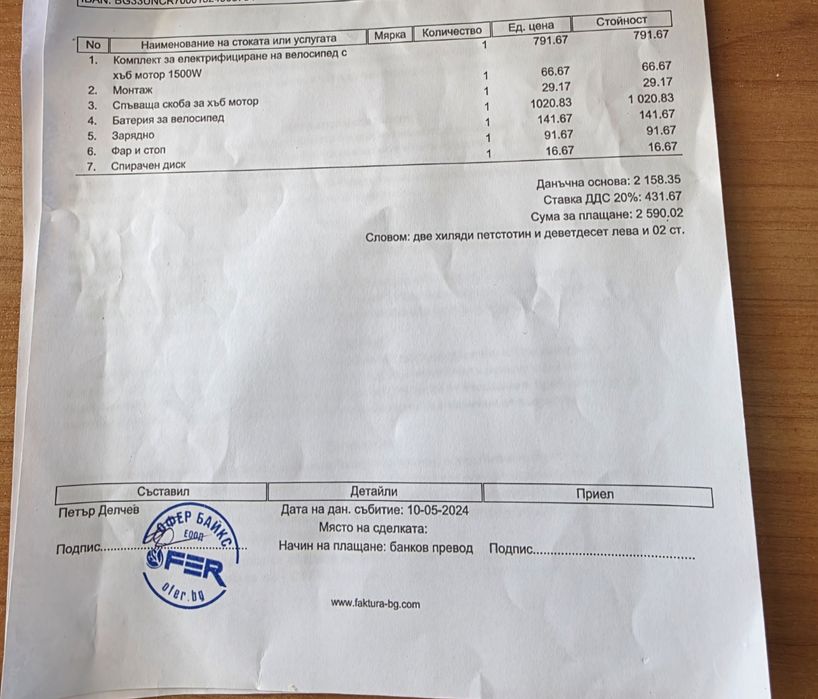 No Наименование на стоката или услугата Мярка Количество Ед. цена Стойност
1. Комплект за електрифициране на велосипед с 1 791.67 791.67
хъб мотор 1500W
2. Монтаж 1 66.67 66.67
3. Спъваща скоба за хъб мотор 1 29.17 29.17
4. Батерия за велосипед 1 1020.83 1 020.83
5. Зарядно 1 141.67 141.67
6. Фар и стоп 1 91.67 91.67
7. Спирачен диск 1 16.67 16.67
Данъчна основа: 2 158.35
Ставка ДДС 20%: 431.67
Сума за плащане: 2 590.02
Словом: две хиляди петстотин и деветдесет лева и 02 ст.
Съставил Детайли Приел
Петър Делчев Дата на дан. събитие: 10-05-2024
Място на сделката:
Подпис Начин на плащане: банков превод Подпис
ОФЕР БАЙКС
ЕООД
OFER
ofer.bg
www.faktura-bg.com